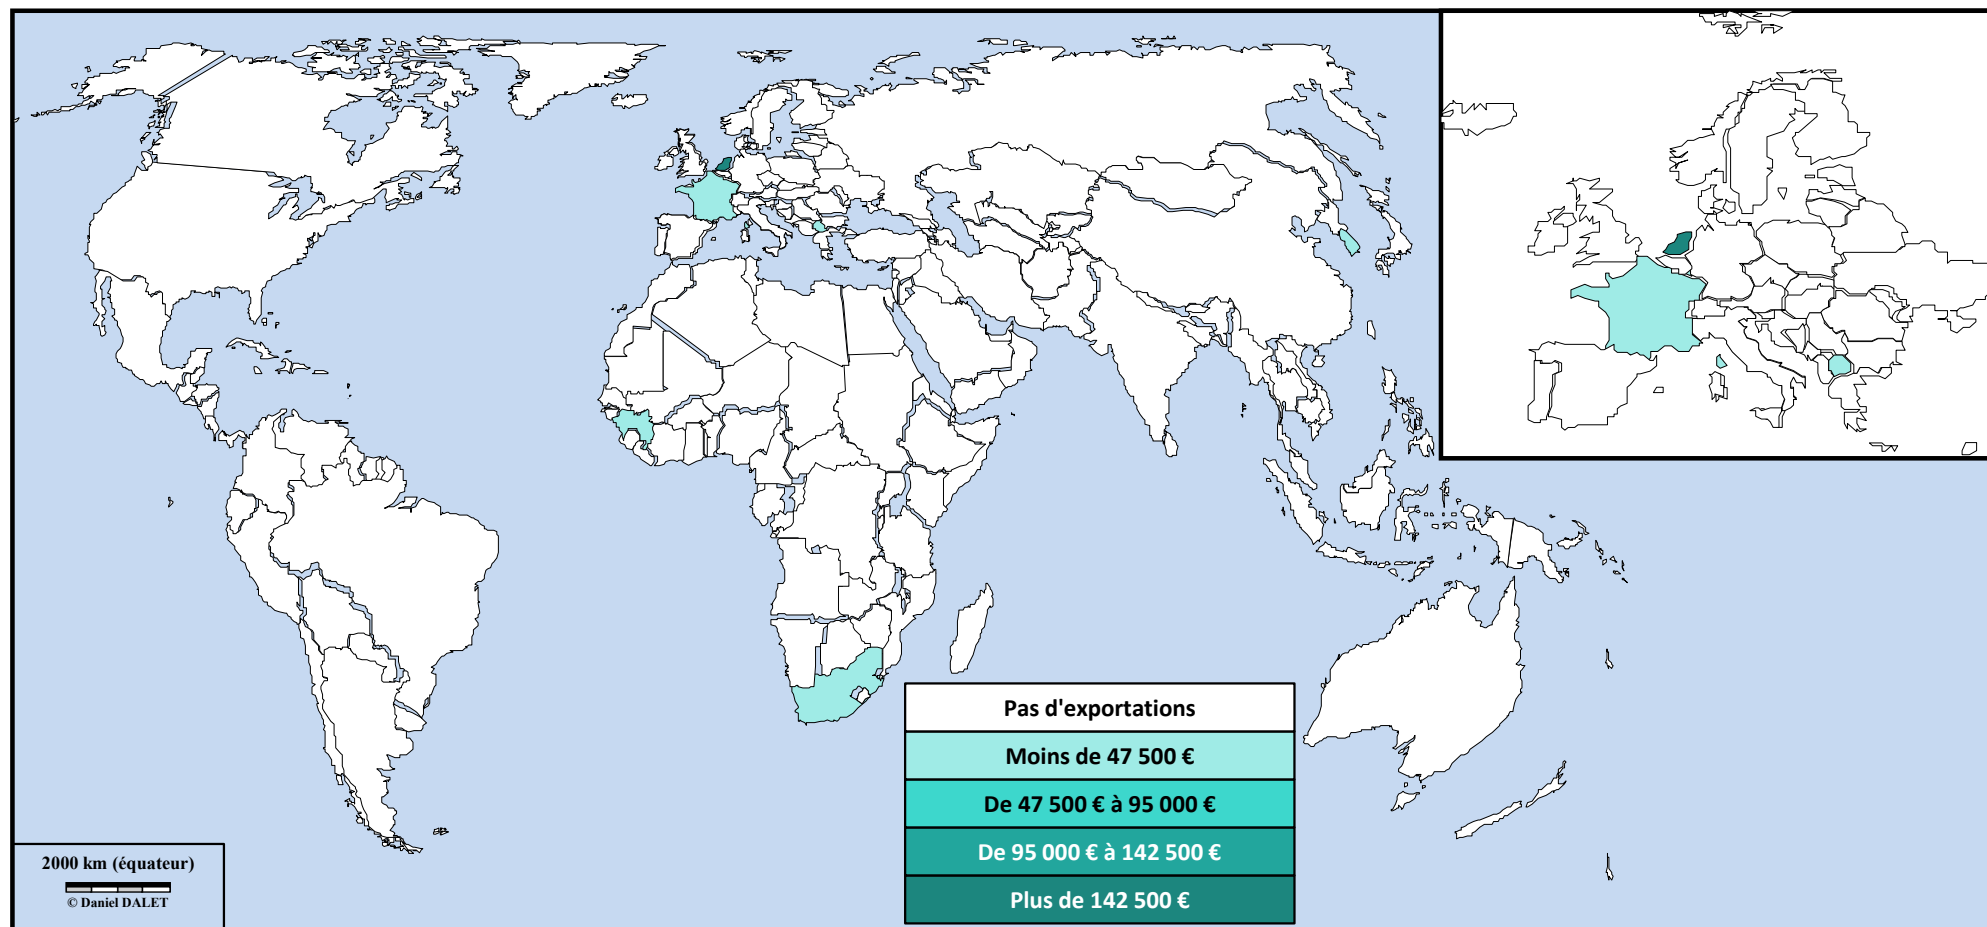 Pas d'exportations
Moins de 47 500 €
De 47 500 € à 95 000 €
De 95 000 € à 142 500 €
Plus de 142 500 €
2000 km (équateur)
© Daniel DALET